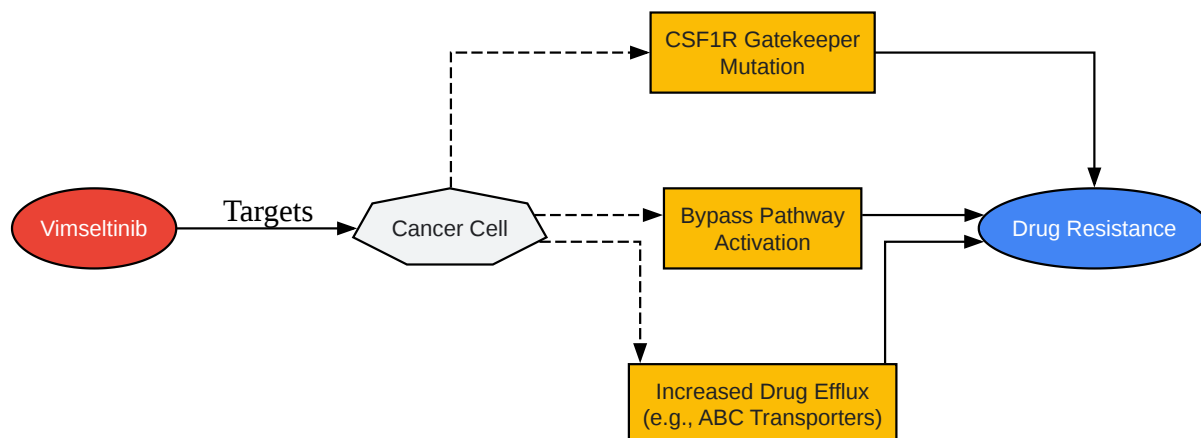 CSF1R Gatekeeper
Mutation
Vimseltinib
Targets
Cancer Cell
Bypass Pathway
Activation
Drug Resistance
Increased Drug Efflux
(e.g., ABC Transporters)